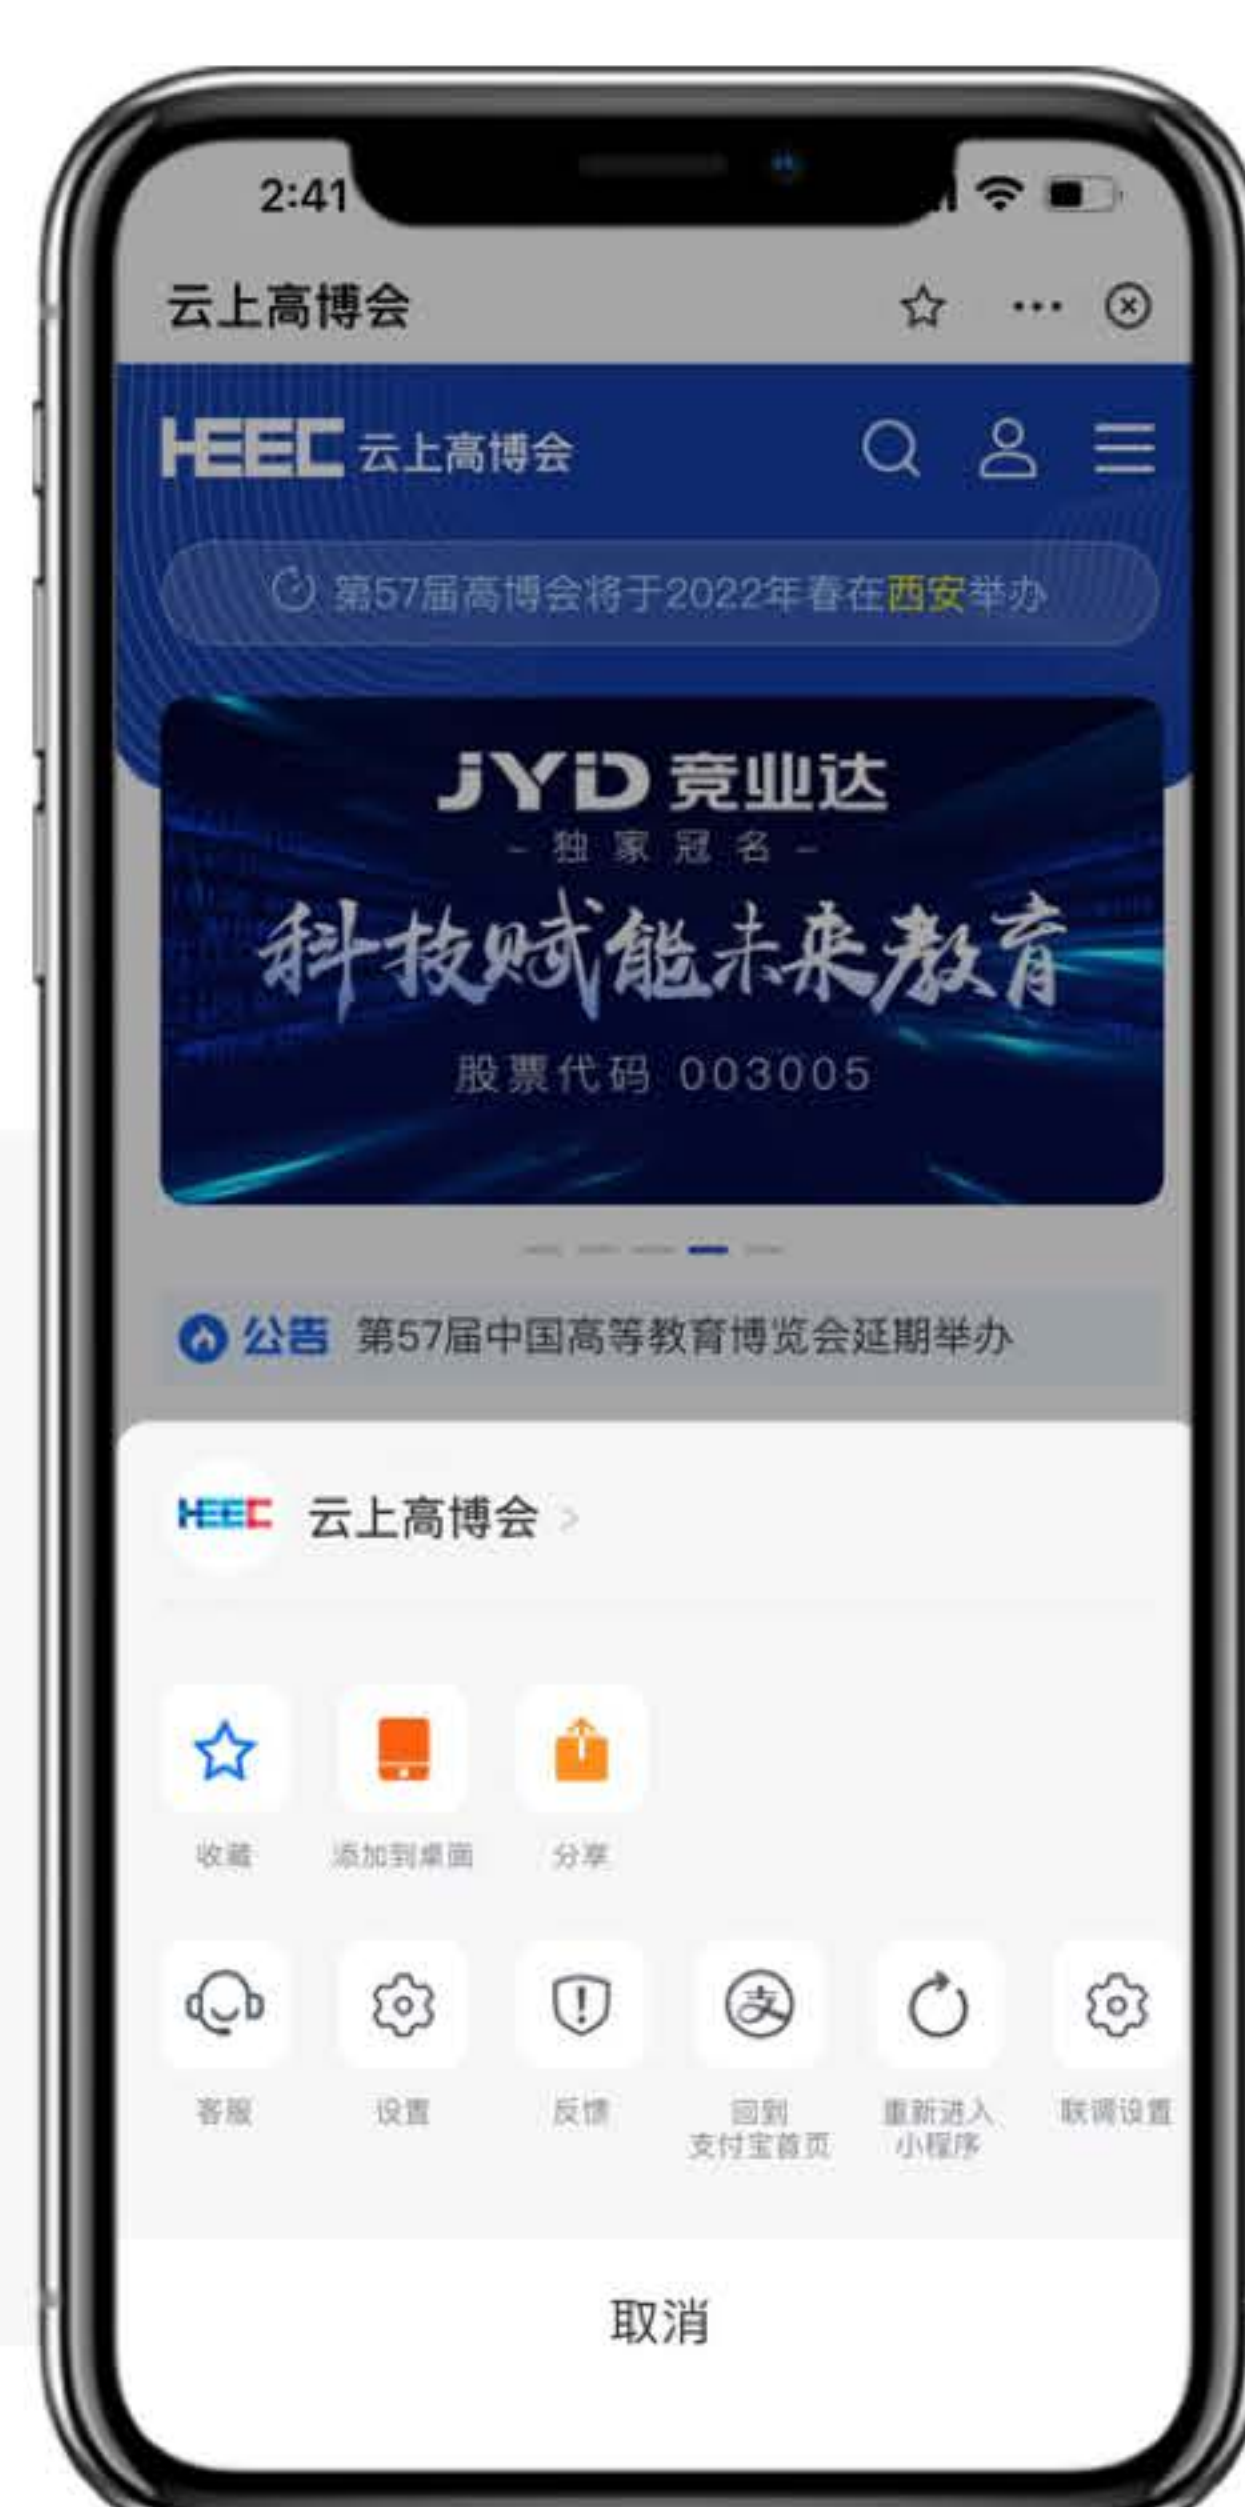 2:41
云上高博会
HEEC 云上高博会
第57届高博会将于2022年春在西安举办
JYD 竞业达
- 独家冠名 -
科技赋能未来教育
股票代码 003005
公告 第57届中国高等教育博览会延期举办
HEEC 云上高博会 >
收藏 添加到桌面 分享
支
客服 设置 反馈 回到 重新进入 联调设置
支付宝首页 小程序
取消